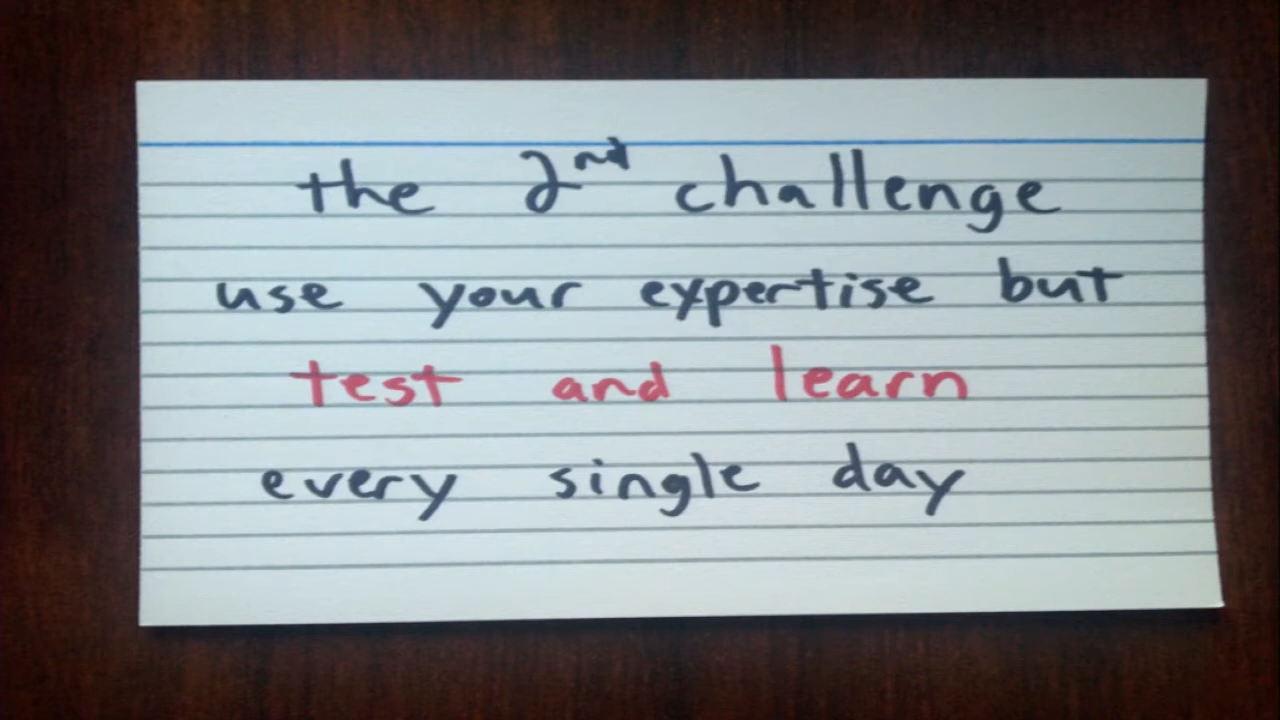 the 2nd challenge
use your expertise but
test and learn
every single day